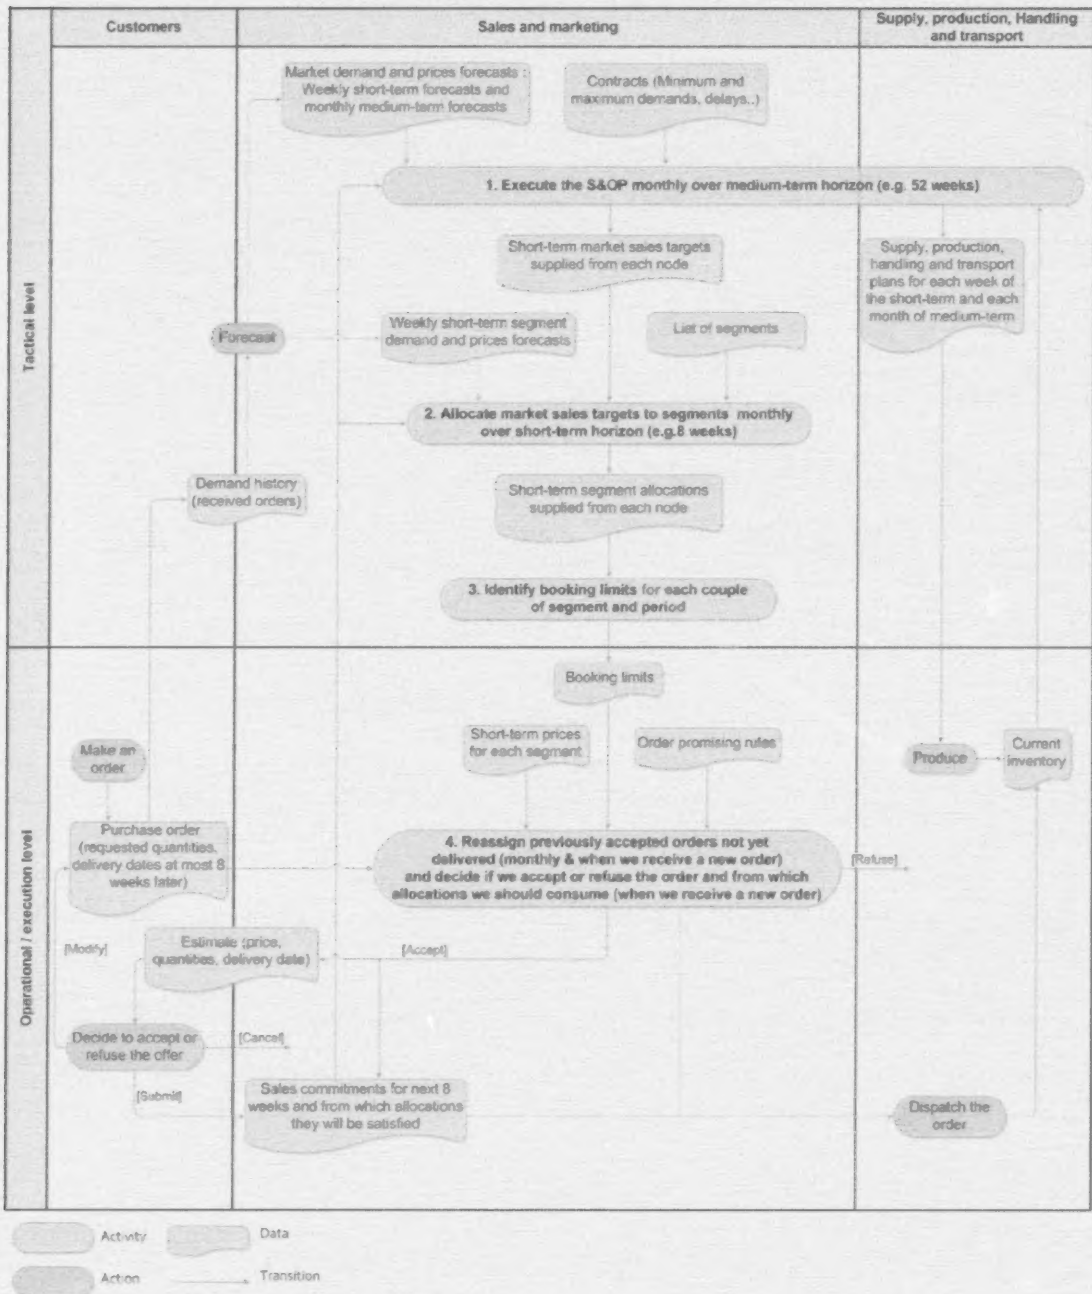 Customers
Sales and marketing
Supply, production, Handling
and transport
Tactical level
Market demand and prices forecasts :
Weekly short-term forecasts and
monthly medium-term forecasts
Contracts (Minimum and
maximum demands, delays..)
1. Execute the S&OP monthly over medium-term horizon (e.g. 52 weeks)
Short-term market sales targets
supplied from each node
Supply, production,
handling and transport
plans for each week of
the short-term and each
month of medium-term
Forecast
Weekly short-term segment
demand and prices forecasts
List of segments
2. Allocate market sales targets to segments monthly
over short-term horizon (e.g.8 weeks)
Demand history
(received orders)
Short-term segment allocations
supplied from each node
3. Identify booking limits for each couple
of segment and period
Operational / execution level
Booking limits
Make an
order
Short-term prices
for each segment
Order promising rules
Produce
Current
inventory
Purchase order
(requested quantities,
delivery dates at most 8
weeks later)
4. Reassign previously accepted orders not yet
delivered (monthly & when we receive a new order)
and decide if we accept or refuse the order and from which
allocations we should consume (when we receive a new order)
[Refuse]
[Modify]
Estimate (price,
quantities, delivery date)
[Accept]
Decide to accept or
refuse the offer
[Cancel]
[Submit]
Sales commitments for next 8
weeks and from which allocations
they will be satisfied
Dispatch the
order
Activity
Data
Action
Transition